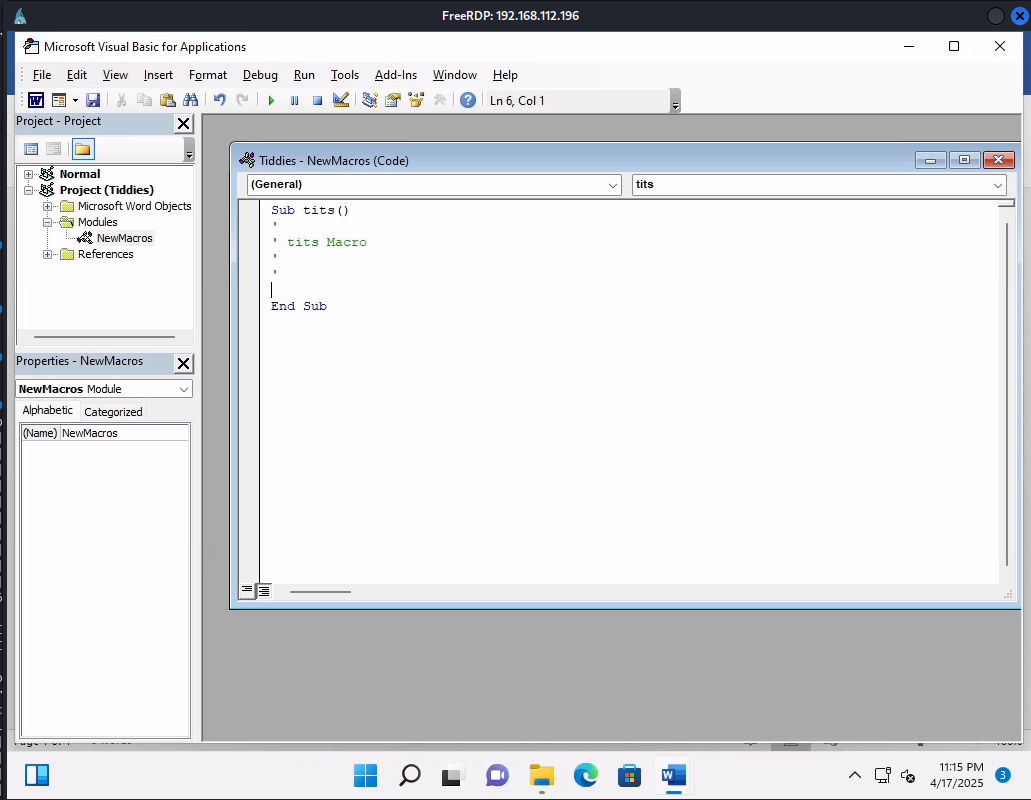 FreeRDP: 192.168.112.196
Microsoft Visual Basic for Applications
File Edit View Insert Format Debug Run Tools Add-Ins Window Help
Ln 6, Col 1
Project - Project
Normal
Project (Tiddies)
Microsoft Word Objects
Modules
NewMacros
References
Properties - NewMacros
NewMacros Module
Alphabetic Categorized
(Name) NewMacros
Tiddies - NewMacros (Code)
(General) tits
Sub tits()
'
' tits Macro
'
'
End Sub
11:15 PM
4/17/2025
3